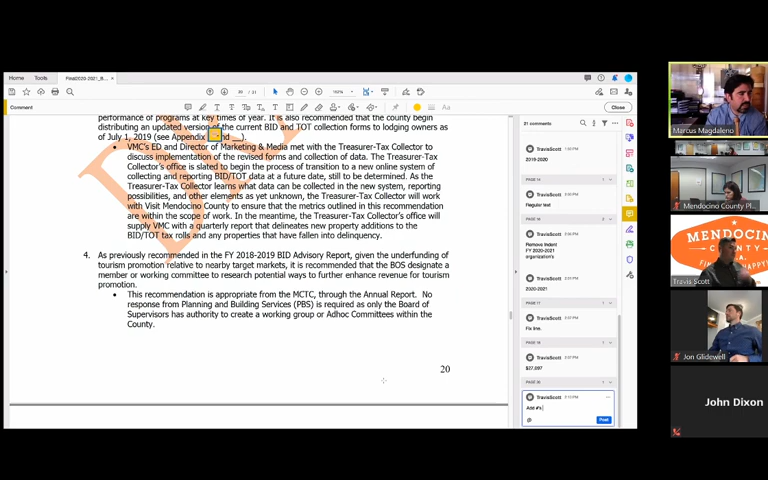 Home Tools Final2020-2021_B... ×
20 / 21
Comment
Close
performance of programs at key times of year. It is also recommended that the county begin
distributing an updated version of the current BID and TOT collection forms to lodging owners as
of July 1, 2019 (see Appendix and __).
• VMC's ED and Director of Marketing & Media met with the Treasurer-Tax Collector to
discuss implementation of the revised forms and collection of data. The Treasurer-Tax
Collector's office is slated to begin the process of transition to a new online system of
collecting and reporting BID/TOT data at a future date, still to be determined. As the
Treasurer-Tax Collector learns what data can be collected in the new system, reporting
possibilities, and other elements as yet unknown, the Treasurer-Tax Collector will work
with Visit Mendocino County to ensure that the metrics outlined in this recommendation
are within the scope of work. In the meantime, the Treasurer-Tax Collector's office will
supply VMC with a quarterly report that delineates new property additions to the
BID/TOT tax rolls and any properties that have fallen into delinquency.
4. As previously recommended in the FY 2018-2019 BID Advisory Report, given the underfunding of
tourism promotion relative to nearby target markets, it is recommended that the BOS designate a
member or working committee to research potential ways to further enhance revenue for tourism
promotion.
• This recommendation is appropriate from the MCTC, through the Annual Report. No
response from Planning and Building Services (PBS) is required as only the Board of
Supervisors has authority to create a working group or Adhoc Committees within the
County.
20
21 comments
TravisScott
2019-2020
TravisScott
Regular text
TravisScott
Remove indent
FY 2020-2021
organization's
TravisScott
2020-2021
PAGE 17
TravisScott
Fix line.
TravisScott
$27,697
PAGE 20
TravisScott
Add #'s
@ Post
Marcus Magdaleno
Mendocino County Pl...
MENDOCINO
COUNTY
Travis Scott
Jon Glidewell
John Dixon